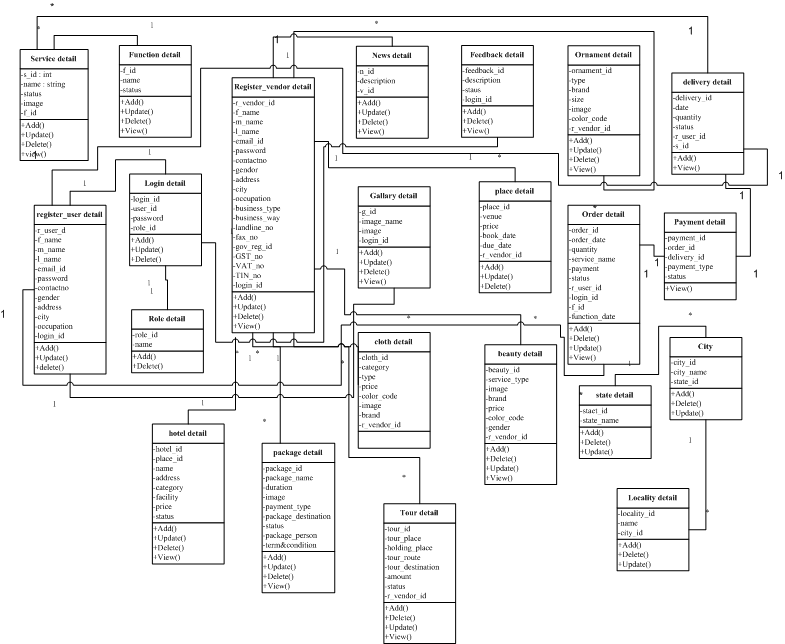 Service detail
-s_id : int
-name : string
-status
-image
-f_id
+Add()
+Update()
+Delete()
+view()
Function detail
-f_id
-name
-status
+Add()
+Update()
+Delete()
+View()
Register_vendor detail
-r_vendor_id
-f_name
-m_name
-l_name
-email_id
-password
-contactno
-gendor
-address
-city
-occupation
-business_type
-business_way
-landline_no
-fax_no
-gov_reg_id
-GST_no
-VAT_no
-TIN_no
-login_id
+Add()
+Update()
+Delete()
+View()
News detail
-n_id
-description
-v_id
+Add()
+Update()
+Delete()
+View()
Feedback detail
-feedback_id
-description
-staus
-login_id
+Add()
+Update()
+Delete()
+View()
Ornament detail
-ornament_id
-type
-brand
-size
-image
-color_code
-r_vendor_id
+Add()
+Update()
+Delete()
+View()
delivery detail
-delivery_id
-date
-quantity
-status
-r_user_id
-s_id
+Add()
+View()
register_user detail
-r_user_d
-f_name
-m_name
-l_name
-email_id
-password
-contactno
-gender
-address
-city
-occupation
-login_id
+Add()
+Update()
+delete()
Login detail
-login_id
-user_id
-password
-role_id
+Add()
+Update()
+Delete()
Role detail
-role_id
-name
+Add()
+Delete()
Gallary detail
-g_id
-image_name
-image
-login_id
+Add()
+Update()
+Delete()
+View()
place detail
-place_id
-venue
-price
-book_date
-due_date
-r_vendor_id
+Add()
+Update()
+Delete()
Order detail
-order_id
-order_date
-quantity
-service_name
-payment
-status
-r_user_id
-login_id
-f_id
-function_date
+Add()
+Delete()
+Update()
+View()
Payment detail
-payment_id
-order_id
-delivery_id
-payment_type
-status
+View()
cloth detail
-cloth_id
-category
-type
-price
-color_code
-image
-brand
-r_vendor_id
beauty detail
-beauty_id
-service_type
-image
-brand
-price
-color_code
-gender
-r_vendor_id
+Add()
+Delete()
+Update()
+View()
City
-city_id
-city_name
-state_id
+Add()
+Delete()
+Update()
state detail
-staet_id
-state_name
+Add()
+Delete()
+Update()
hotel detail
-hotel_id
-place_id
-name
-address
-category
-facility
-price
-status
+Add()
+Update()
+Delete()
+View()
package detail
-package_id
-package_name
-duration
-image
-payment_type
-package_destination
-status
-package_person
-term&condition
+Add()
+Update()
+Delete()
+View()
Tour detail
-tour_id
-tour_place
-holding_place
-tour_route
-tour_destination
-amount
-status
-r_vendor_id
+Add()
+Delete()
+Update()
+View()
Locality detail
-locality_id
-name
-city_id
+Add()
+Delete()
+Update()